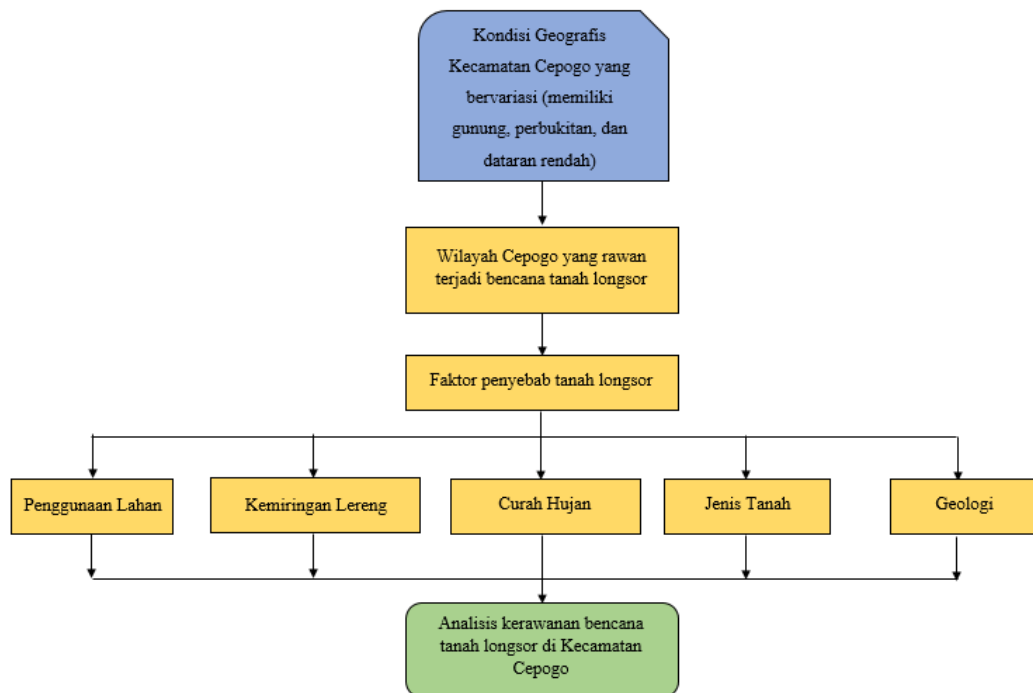 Kondisi Geografis
Kecamatan Cepogo yang
bervariasi (memiliki
gunung, perbukitan, dan
dataran rendah)
Wilayah Cepogo yang rawan
terjadi bencana tanah longsor
Faktor penyebab tanah longsor
Penggunaan Lahan
Kemiringan Lereng
Curah Hujan
Jenis Tanah
Geologi
Analisis kerawanan bencana
tanah longsor di Kecamatan
Cepogo